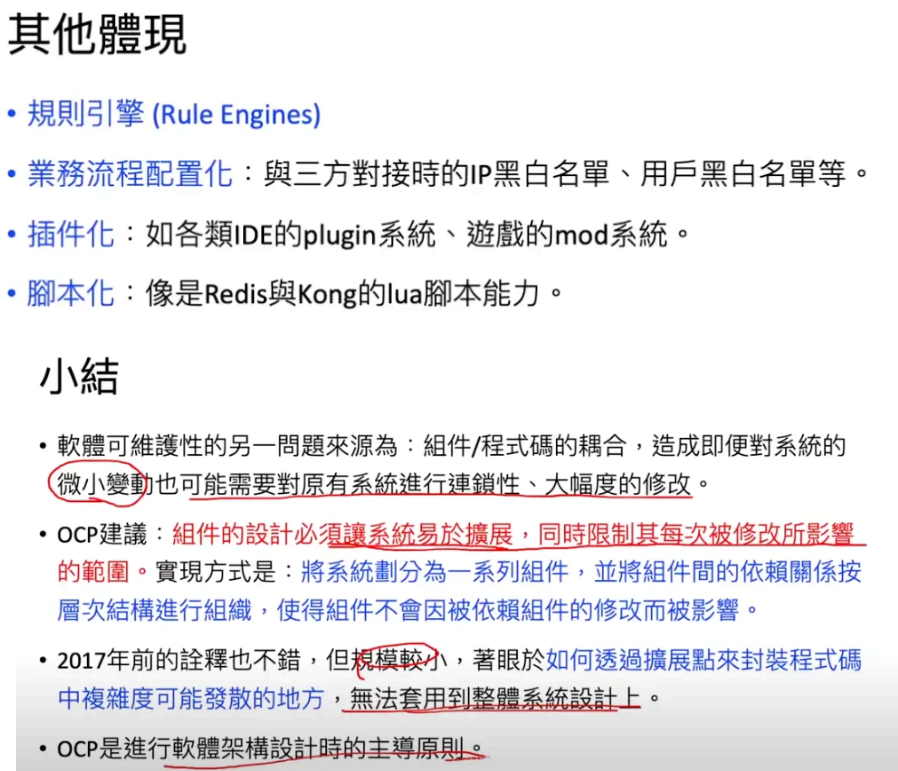 其他體現
• 規則引擎 (Rule Engines)
• 業務流程配置化：與三方對接時的IP黑白名單、用戶黑白名單等。
• 插件化：如各類IDE的plugin系統、遊戲的mod系統。
• 腳本化：像是Redis與Kong的lua腳本能力。
小結
• 軟體可維護性的另一問題來源為：組件/程式碼的耦合，造成即便對系統的
微小變動也可能需要對原有系統進行連鎖性、大幅度的修改。
• OCP建議：組件的設計必須讓系統易於擴展，同時限制其每次被修改所影響
的範圍。實現方式是：將系統劃分為一系列組件，並將組件間的依賴關係按
層次結構進行組織，使得組件不會因被依賴組件的修改而被影響。
• 2017年前的詮釋也不錯，但規模較小，著眼於如何透過擴展點來封裝程式碼
中複雜度可能發散的地方，無法套用到整體系統設計上。
• OCP是進行軟體架構設計時的主導原則。